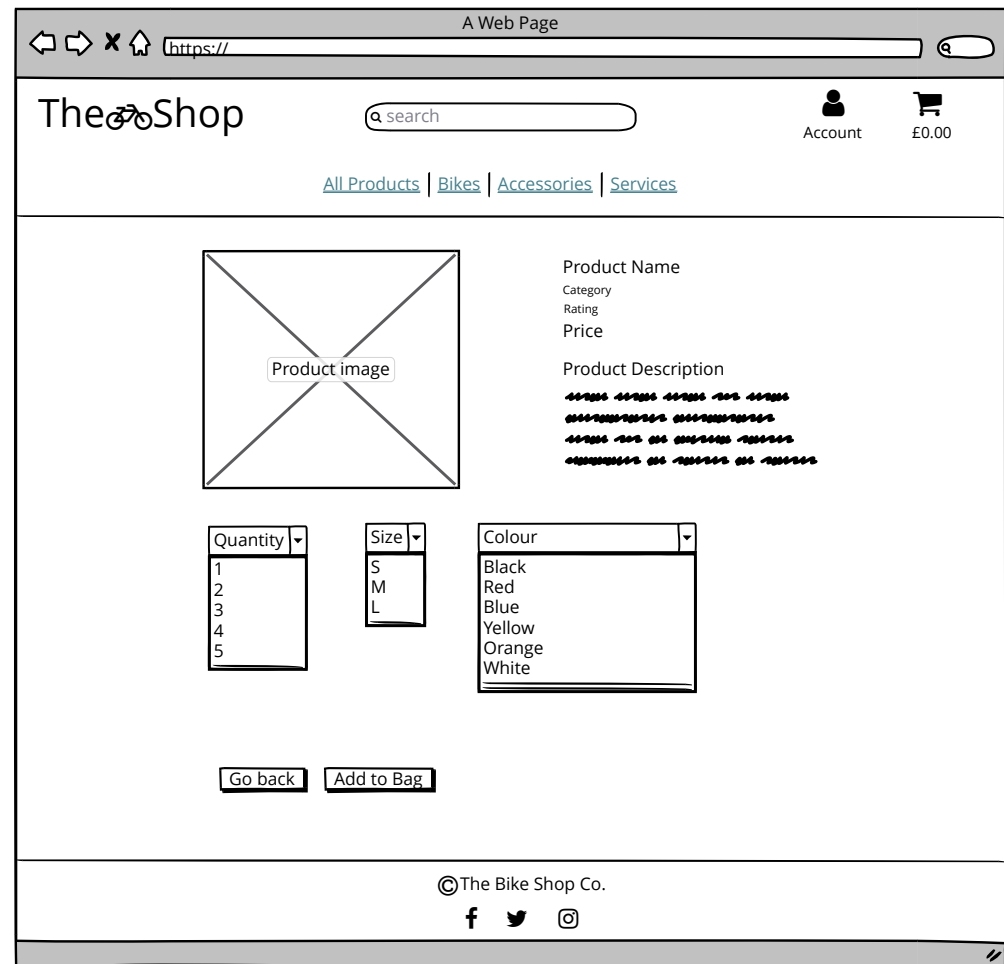 A Web Page
https://
The Shop
search
Account
£0.00
All Products | Bikes | Accessories | Services
Product Name
Category
Rating
Price
Product image
Product Description
Quantity
1
2
3
4
5
Size
S
M
L
Colour
Black
Red
Blue
Yellow
Orange
White
Go back
Add to Bag
©The Bike Shop Co.